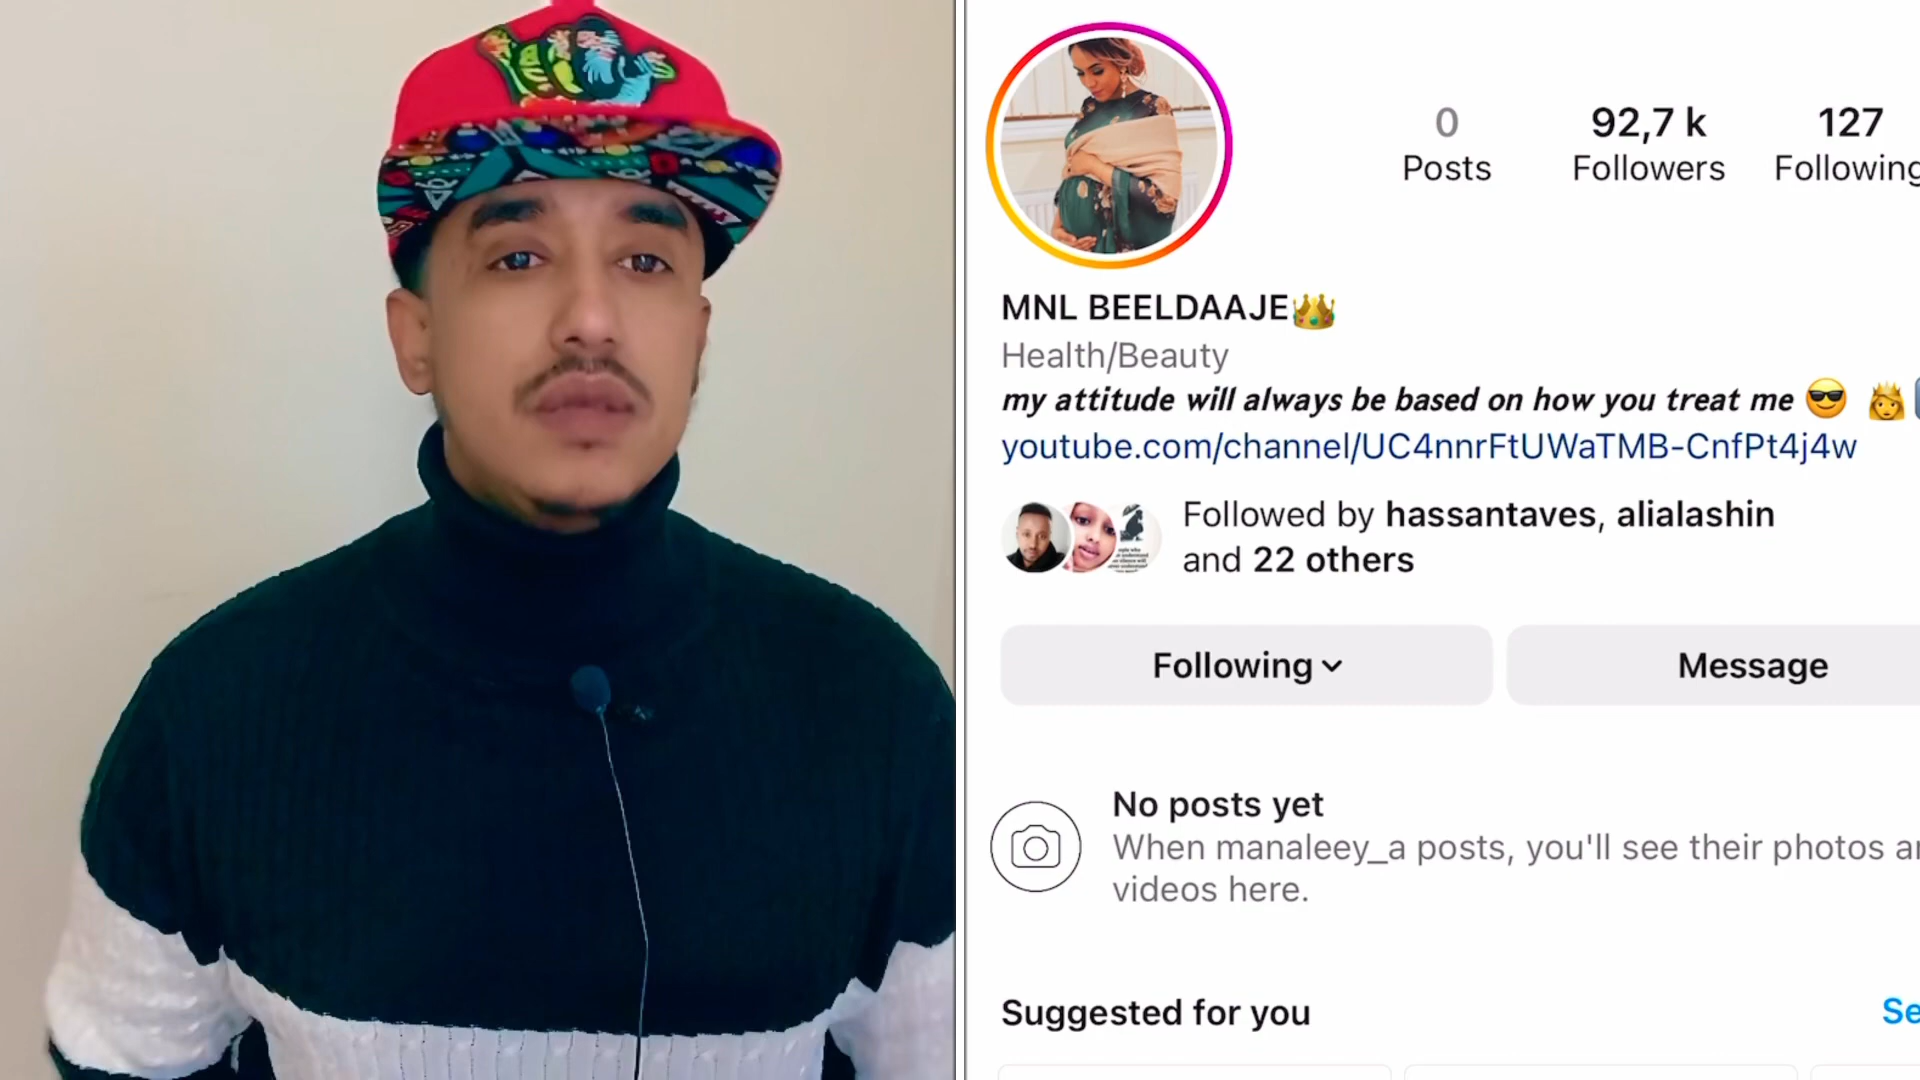 0
Posts
92,7 k
Followers
127
Following
MNL BEELDAAJE👑
Health/Beauty
my attitude will always be based on how you treat me 😎 👸
youtube.com/channel/UC4nnrFtUWaTMB-CnfPt4j4w
Followed by hassantaves, alialashin
and 22 others
Following
Message
No posts yet
When manaleey_a posts, you'll see their photos
videos here.
Suggested for you